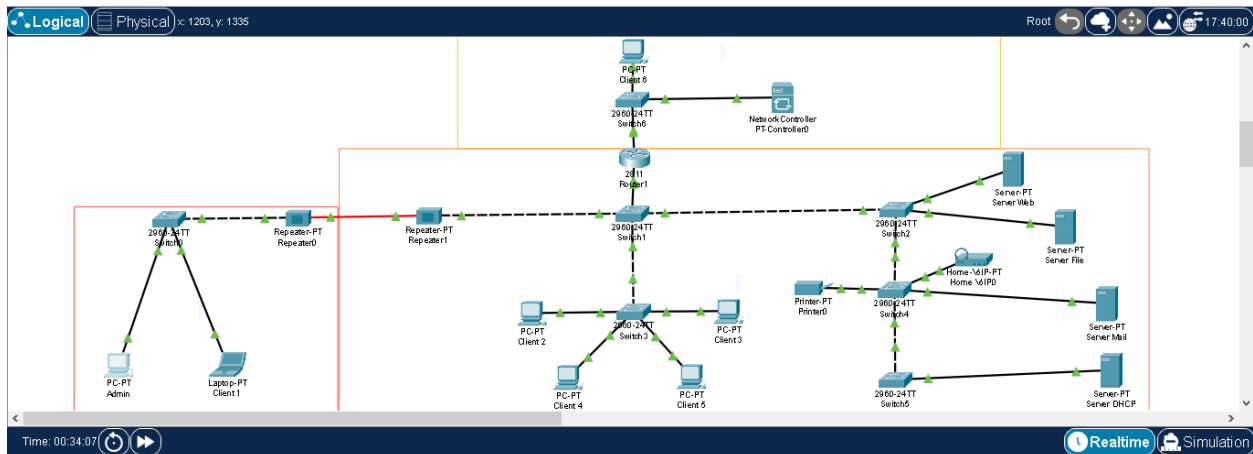 Logical
Physical
x: 1203, y: 1335
Root
17:40:00
PC-PT
Client 6
2960-24TT
Switch6
Network Controller
PT-Controller0
2811
Router1
Server-PT
Server Web
2960-24TT
Switch0
Repeater-PT
Repeater0
Repeater-PT
Repeater1
2960-24TT
Switch1
2960-24TT
Switch2
Server-PT
Server File
Home-VoIP-PT
Home VoIP0
Printer-PT
Printer0
2960-24TT
Switch4
Server-PT
Server Mail
PC-PT
Client 2
2960-24TT
Switch3
PC-PT
Client 3
PC-PT
Admin
Laptop-PT
Client 1
PC-PT
Client 4
PC-PT
Client 5
2960-24TT
Switch5
Server-PT
Server DHCP
Time: 00:34:07
Realtime
Simulation